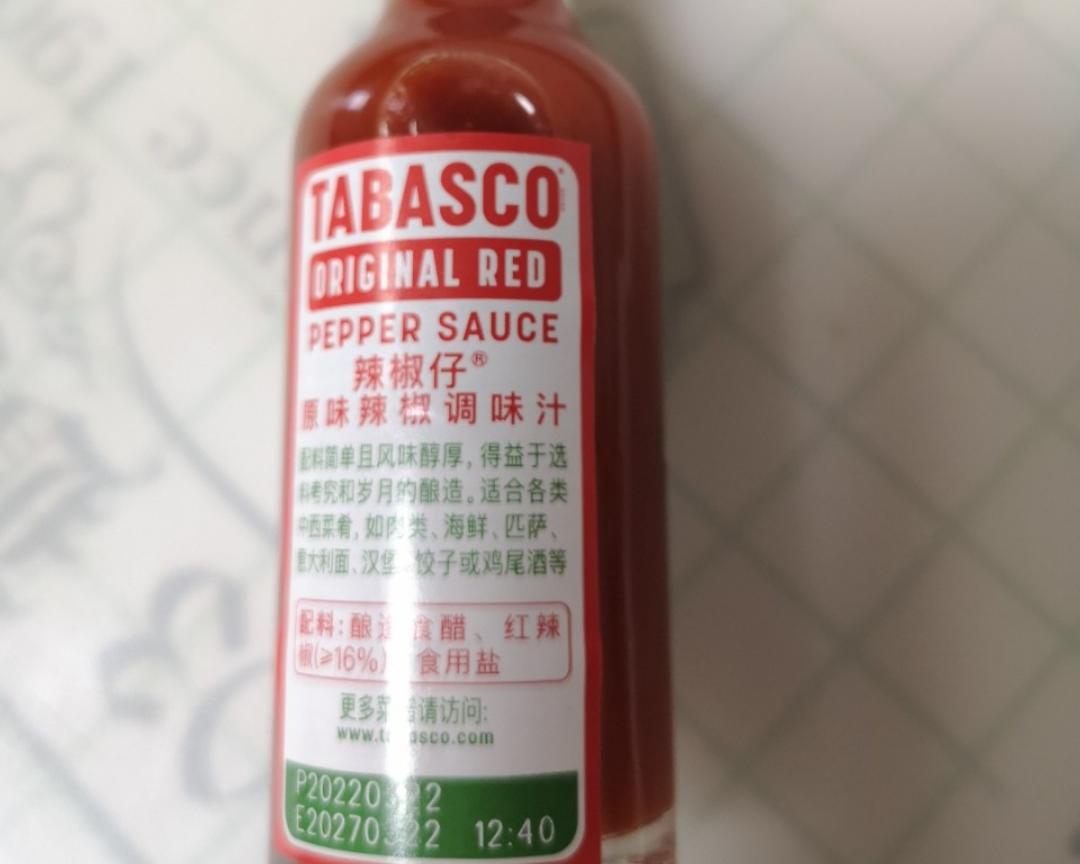 TABASCO
ORIGINAL RED
PEPPER SAUCE
辣椒仔®
原味辣椒调味汁
配料简单且风味醇厚,得益于选
料考究和岁月的酿造。适合各类
中西菜肴,如肉类、海鲜、匹萨、
意大利面、汉堡、饺子或鸡尾酒等
配料:酿造食醋、红辣
椒(≥16%)、食用盐
更多菜谱请访问:
www.tabasco.com
12:40